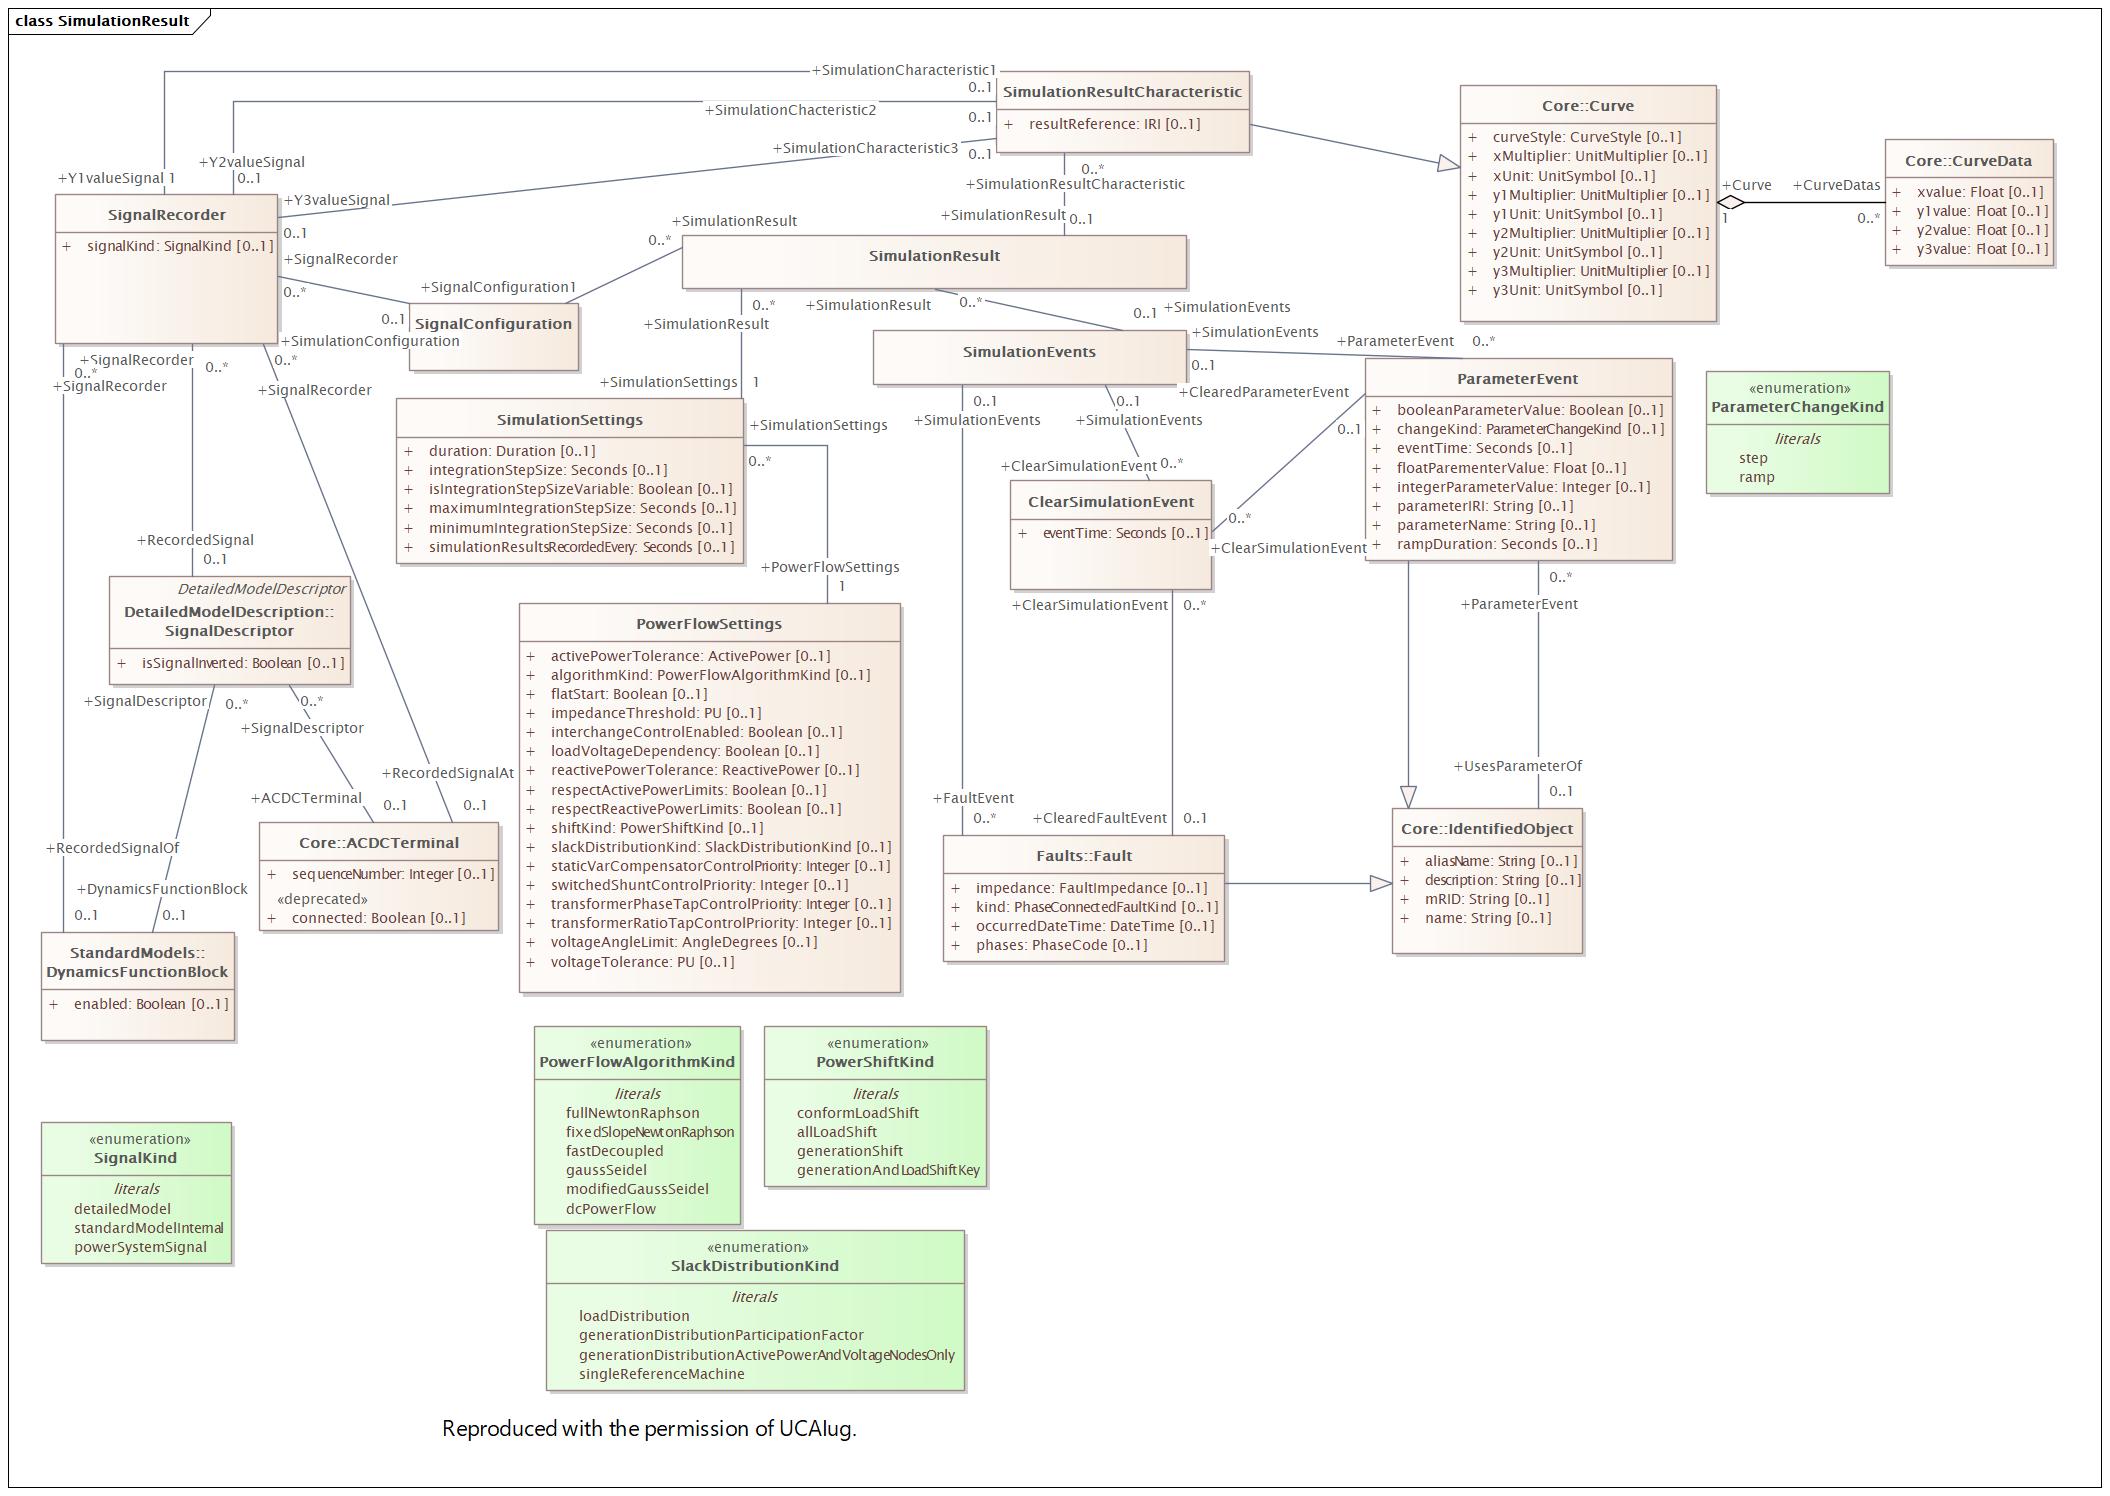 class SimulationResult
+SimulationCharacteristic1
0..1
+SimulationChacteristic2
0..1
+SimulationCharacteristic3
0..1
SimulationResultCharacteristic
+ resultReference: IRI [0..1]
0..*
+SimulationResultCharacteristic
+SimulationResult
0..1
Core::Curve
+ curveStyle: CurveStyle [0..1]
+ xMultiplier: UnitMultiplier [0..1]
+ xUnit: UnitSymbol [0..1]
+ y1Multiplier: UnitMultiplier [0..1]
+ y1Unit: UnitSymbol [0..1]
+ y2Multiplier: UnitMultiplier [0..1]
+ y2Unit: UnitSymbol [0..1]
+ y3Multiplier: UnitMultiplier [0..1]
+ y3Unit: UnitSymbol [0..1]
+Curve
1
+CurveDatas
0..*
Core::CurveData
+ xvalue: Float [0..1]
+ y1value: Float [0..1]
+ y2value: Float [0..1]
+ y3value: Float [0..1]
+Y2valueSignal
0..1
+Y1valueSignal 1
+Y3valueSignal
0..1
SignalRecorder
+ signalKind: SignalKind [0..1]
+SignalRecorder
0..*
0..1
+SimulationConfiguration
+SimulationResult
0..*
+SignalConfiguration1
SignalConfiguration
SimulationResult
0..*
+SimulationResult
+SimulationSettings 1
+SimulationResult
0..*
0..1
+SimulationEvents
SimulationEvents
+SimulationEvents
0..1
+ParameterEvent
0..*
+ClearedParameterEvent
0..1
ParameterEvent
+ booleanParameterValue: Boolean [0..1]
+ changeKind: ParameterChangeKind [0..1]
+ eventTime: Seconds [0..1]
+ floatParementerValue: Float [0..1]
+ integerParameterValue: Integer [0..1]
+ parameterIRI: String [0..1]
+ parameterName: String [0..1]
+ rampDuration: Seconds [0..1]
«enumeration»
ParameterChangeKind
literals
step
ramp
+SignalRecorder
0..*
0..*
+SignalRecorder
0..*
+SignalRecorder
SimulationSettings
+ duration: Duration [0..1]
+ integrationStepSize: Seconds [0..1]
+ isIntegrationStepSizeVariable: Boolean [0..1]
+ maximumIntegrationStepSize: Seconds [0..1]
+ minimumIntegrationStepSize: Seconds [0..1]
+ simulationResultsRecordedEvery: Seconds [0..1]
+SimulationSettings
0..*
+PowerFlowSettings
1
0..1
+SimulationEvents
0..1
+SimulationEvents
+ClearSimulationEvent
0..*
ClearSimulationEvent
+ eventTime: Seconds [0..1]
0..*
+ClearSimulationEvent
+ClearSimulationEvent 0..*
0..*
+ParameterEvent
+RecordedSignal
0..1
DetailedModelDescriptor
DetailedModelDescription::
SignalDescriptor
+ isSignalInverted: Boolean [0..1]
+SignalDescriptor
0..*
0..*
+SignalDescriptor
+RecordedSignalAt
0..1
+ACDCTerminal
0..1
PowerFlowSettings
+ activePowerTolerance: ActivePower [0..1]
+ algorithmKind: PowerFlowAlgorithmKind [0..1]
+ flatStart: Boolean [0..1]
+ impedanceThreshold: PU [0..1]
+ interchangeControlEnabled: Boolean [0..1]
+ loadVoltageDependency: Boolean [0..1]
+ reactivePowerTolerance: ReactivePower [0..1]
+ respectActivePowerLimits: Boolean [0..1]
+ respectReactivePowerLimits: Boolean [0..1]
+ shiftKind: PowerShiftKind [0..1]
+ slackDistributionKind: SlackDistributionKind [0..1]
+ staticVarCompensatorControlPriority: Integer [0..1]
+ switchedShuntControlPriority: Integer [0..1]
+ transformerPhaseTapControlPriority: Integer [0..1]
+ transformerRatioTapControlPriority: Integer [0..1]
+ voltageAngleLimit: AngleDegrees [0..1]
+ voltageTolerance: PU [0..1]
+FaultEvent
0..*
+ClearedFaultEvent 0..1
+UsesParameterOf
0..1
Core::ACDCTerminal
+ sequenceNumber: Integer [0..1]
«deprecated»
+ connected: Boolean [0..1]
Faults::Fault
+ impedance: FaultImpedance [0..1]
+ kind: PhaseConnectedFaultKind [0..1]
+ occurredDateTime: DateTime [0..1]
+ phases: PhaseCode [0..1]
Core::IdentifiedObject
+ aliasName: String [0..1]
+ description: String [0..1]
+ mRID: String [0..1]
+ name: String [0..1]
+RecordedSignalOf
0..1
+DynamicsFunctionBlock
0..1
StandardModels::
DynamicsFunctionBlock
+ enabled: Boolean [0..1]
«enumeration»
PowerFlowAlgorithmKind
literals
fullNewtonRaphson
fixedSlopeNewtonRaphson
fastDecoupled
gaussSeidel
modifiedGaussSeidel
dcPowerFlow
«enumeration»
PowerShiftKind
literals
conformLoadShift
allLoadShift
generationShift
generationAndLoadShiftKey
«enumeration»
SignalKind
literals
detailedModel
standardModelInternal
powerSystemSignal
«enumeration»
SlackDistributionKind
literals
loadDistribution
generationDistributionParticipationFactor
generationDistributionActivePowerAndVoltageNodesOnly
singleReferenceMachine
Reproduced with the permission of UCAIug.